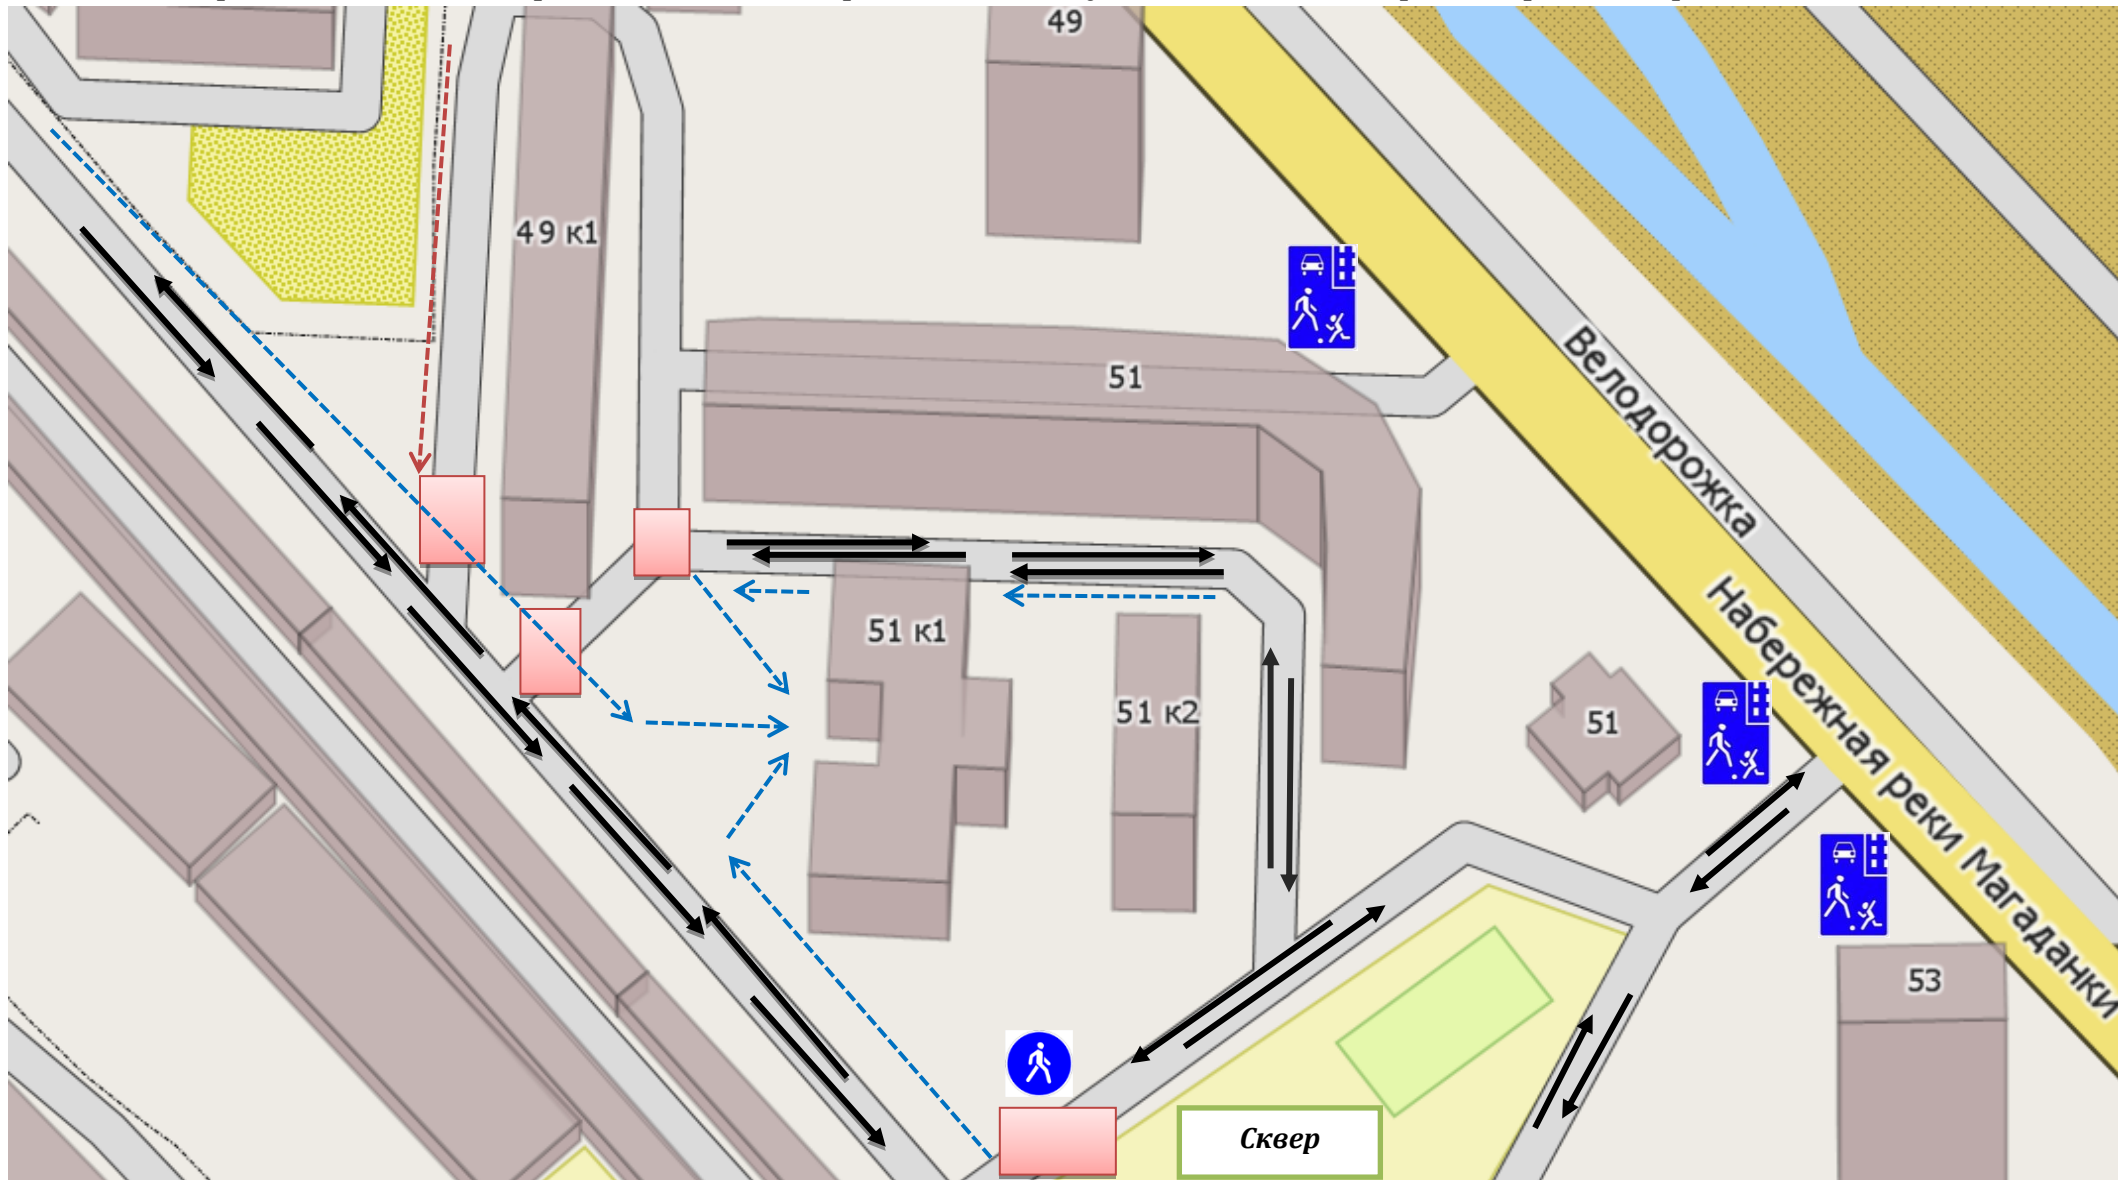 49
49 к1
51
Велодорожка
51 к1
51 к2
51
Набережная реки Магаданки
53
Сквер